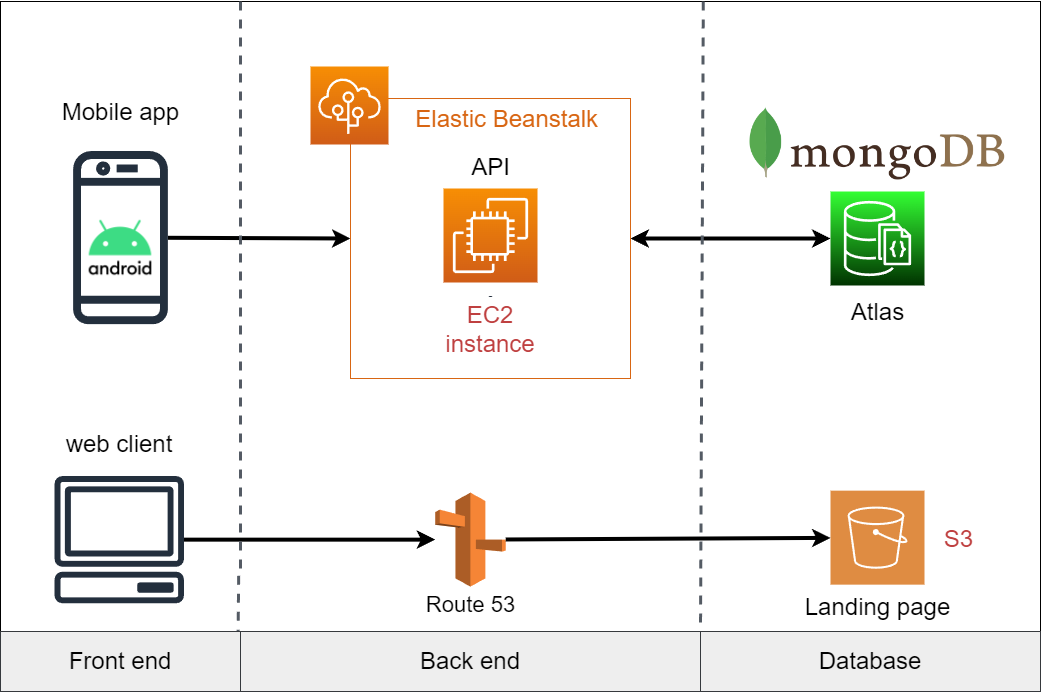 Mobile app
android
Elastic Beanstalk
API
EC2
instance
mongoDB
Atlas
web client
Route 53
S3
Landing page
Front end
Back end
Database